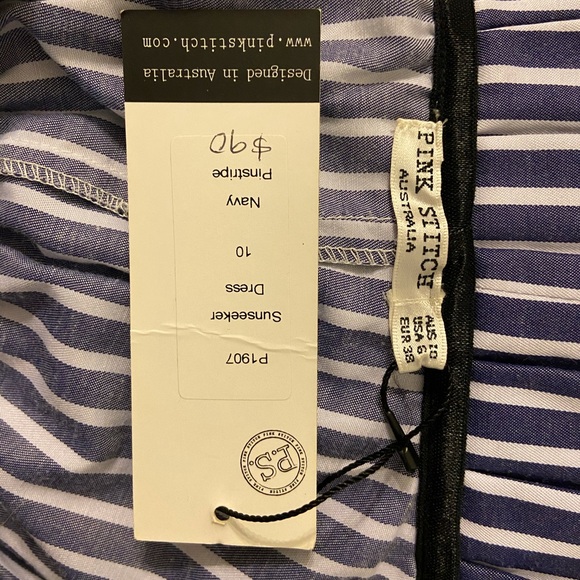 P.S.
P1907
Sunseeker
Dress
10
Navy
Pinstripe
$90
Designed in Australia
www.pinkstitch.com
PINK STITCH
AUSTRALIA
AUS 10
USA 6
EUR 38